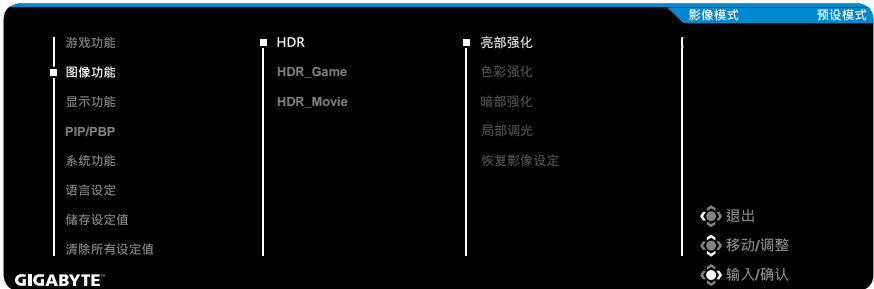 影像模式 预设模式
游戏功能 HDR 亮部强化
图像功能 HDR_Game 色彩强化
显示功能 HDR_Movie 暗部强化
PIP/PBP 局部调光
系统功能 恢复影像设定
语言设定
储存设定值
清除所有设定值
退出
移动/调整
输入/确认
GIGABYTE™